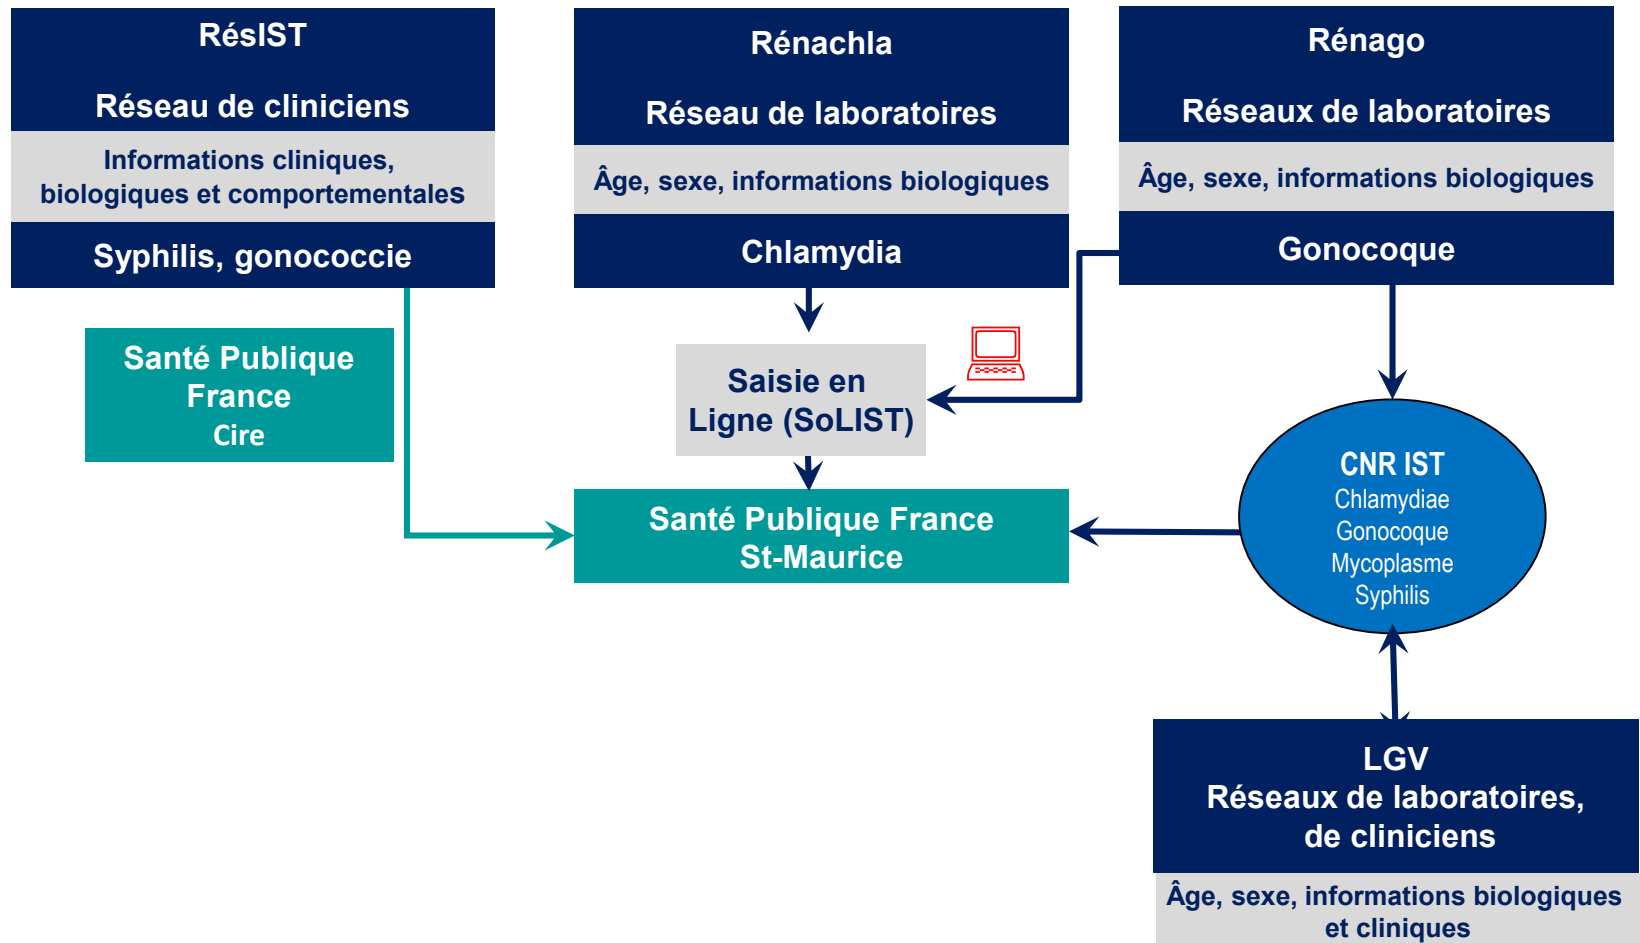 RésIST
Réseau de cliniciens
Informations cliniques,
biologiques et comportementales
Syphilis, gonococcie
Santé Publique
France
Cire
Rénachla
Réseau de laboratoires
Âge, sexe, informations biologiques
Chlamydia
Saisie en
Ligne (SoLIST)
Santé Publique France
St-Maurice
Rénago
Réseaux de laboratoires
Âge, sexe, informations biologiques
Gonocoque
CNR IST
Chlamydiae
Gonocoque
Mycoplasme
Syphilis
LGV
Réseaux de laboratoires,
de cliniciens
Âge, sexe, informations biologiques
et cliniques